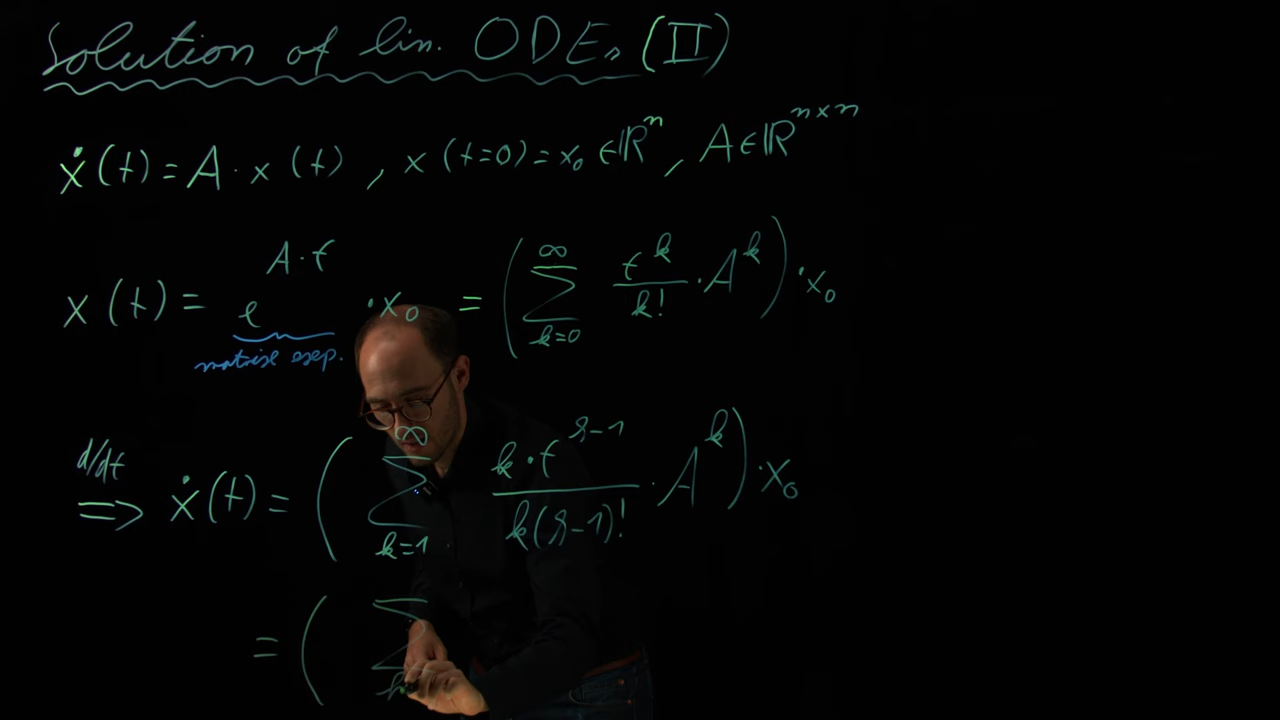 Solution of lin. ODEs (II)
ẋ(t) = A · x(t) , x(t=0) = x₀ ∈ ℝⁿ , A ∈ ℝⁿˣⁿ
x(t) = e^{A·t} · x₀ = ( ∑_{k=0}^{∞} t^k / k! · A^k ) · x₀
matrix exp.
d/dt ⟹ ẋ(t) = ( ∑_{k=1}^{∞} k · t^{k-1} / k(k-1)! · A^k ) · x₀
= ( ∑